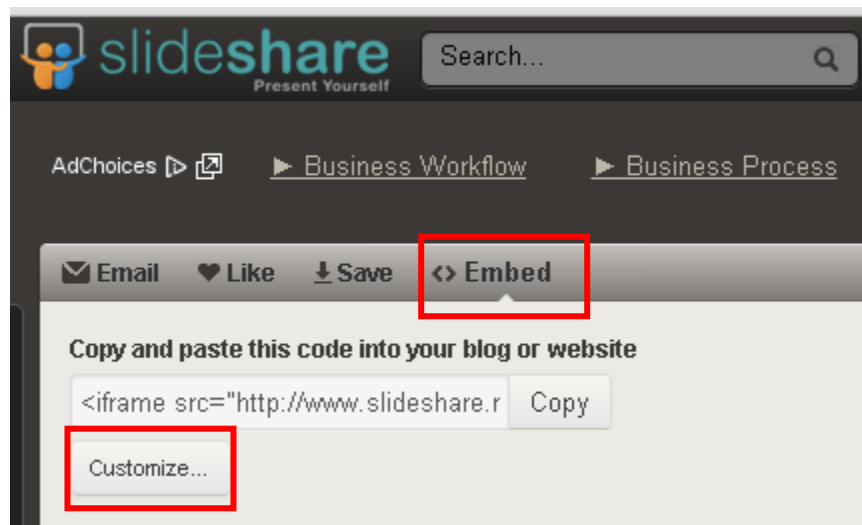 slideshare
Present Yourself
Search...
AdChoices
Business Workflow
Business Process
Email Like Save <> Embed
Copy and paste this code into your blog or website
<iframe src="http://www.slideshare.r Copy
Customize...